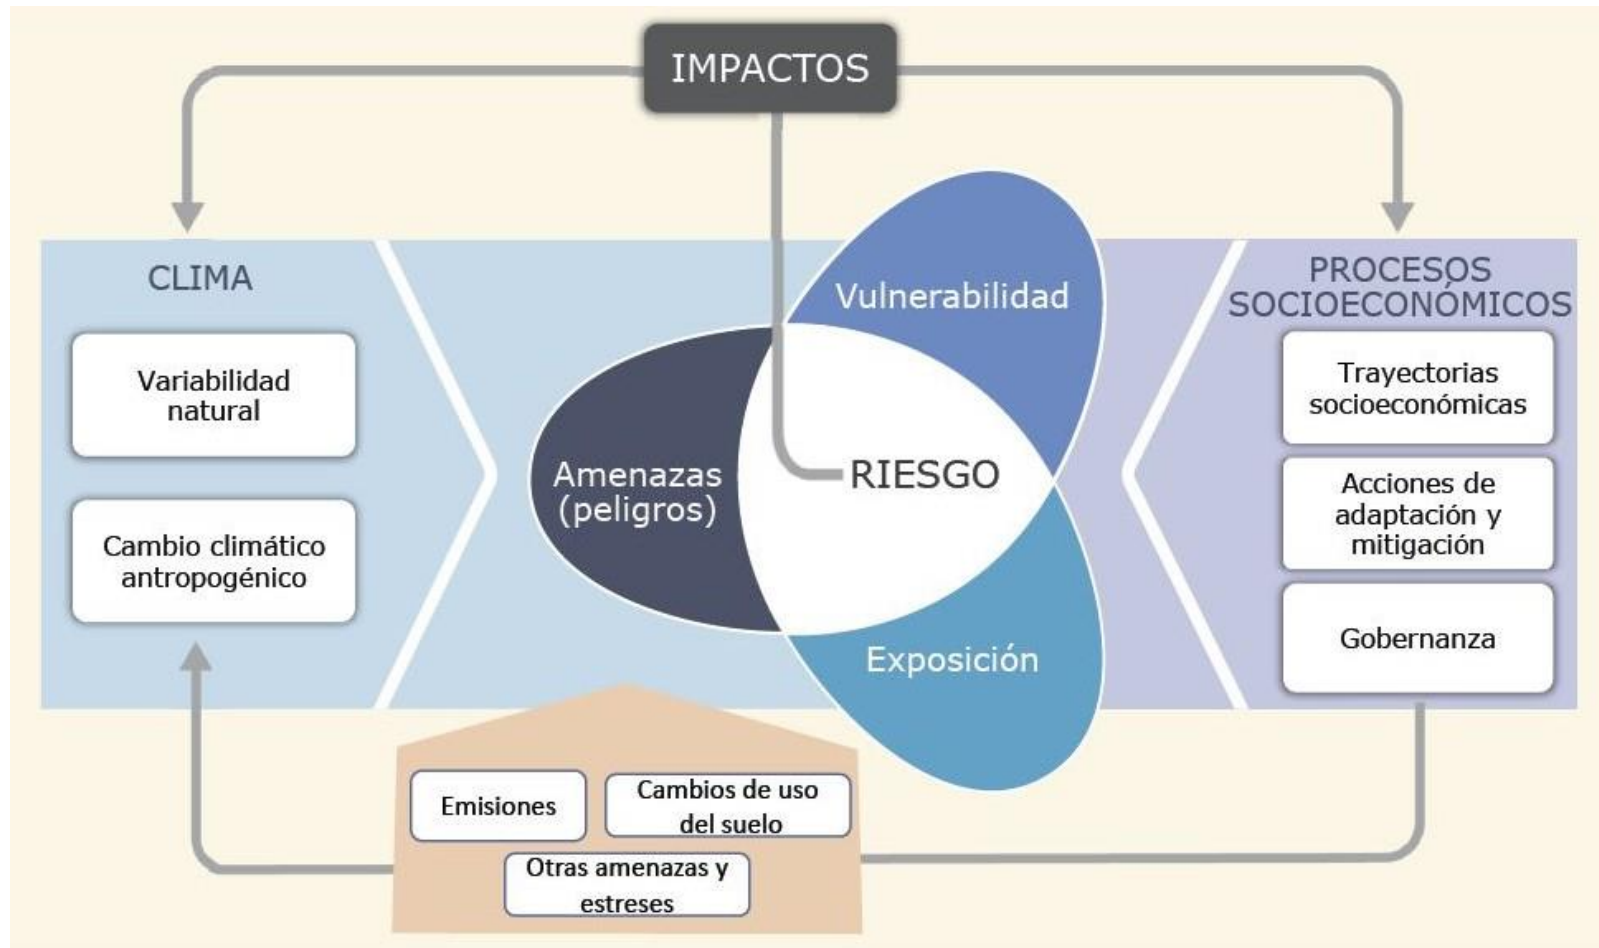 IMPACTOS
CLIMA
Variabilidad
natural
Cambio climático
antropogénico
Vulnerabilidad
Amenazas
(peligros)
RIESGO
Exposición
PROCESOS
SOCIOECONÓMICOS
Trayectorias
socioeconómicas
Acciones de
adaptación y
mitigación
Gobernanza
Emisiones
Cambios de uso
del suelo
Otras amenazas y
estreses